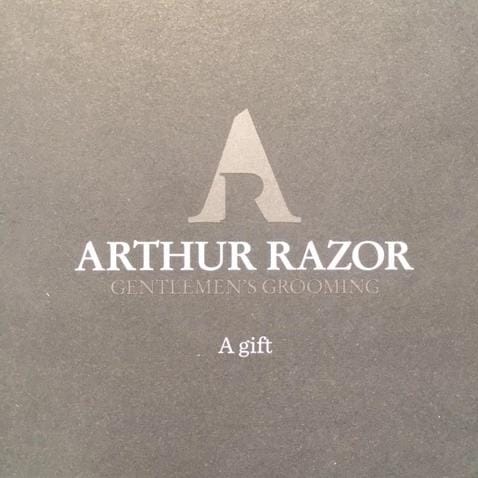 ARTHUR RAZOR
GENTLEMEN'S GROOMING
A gift